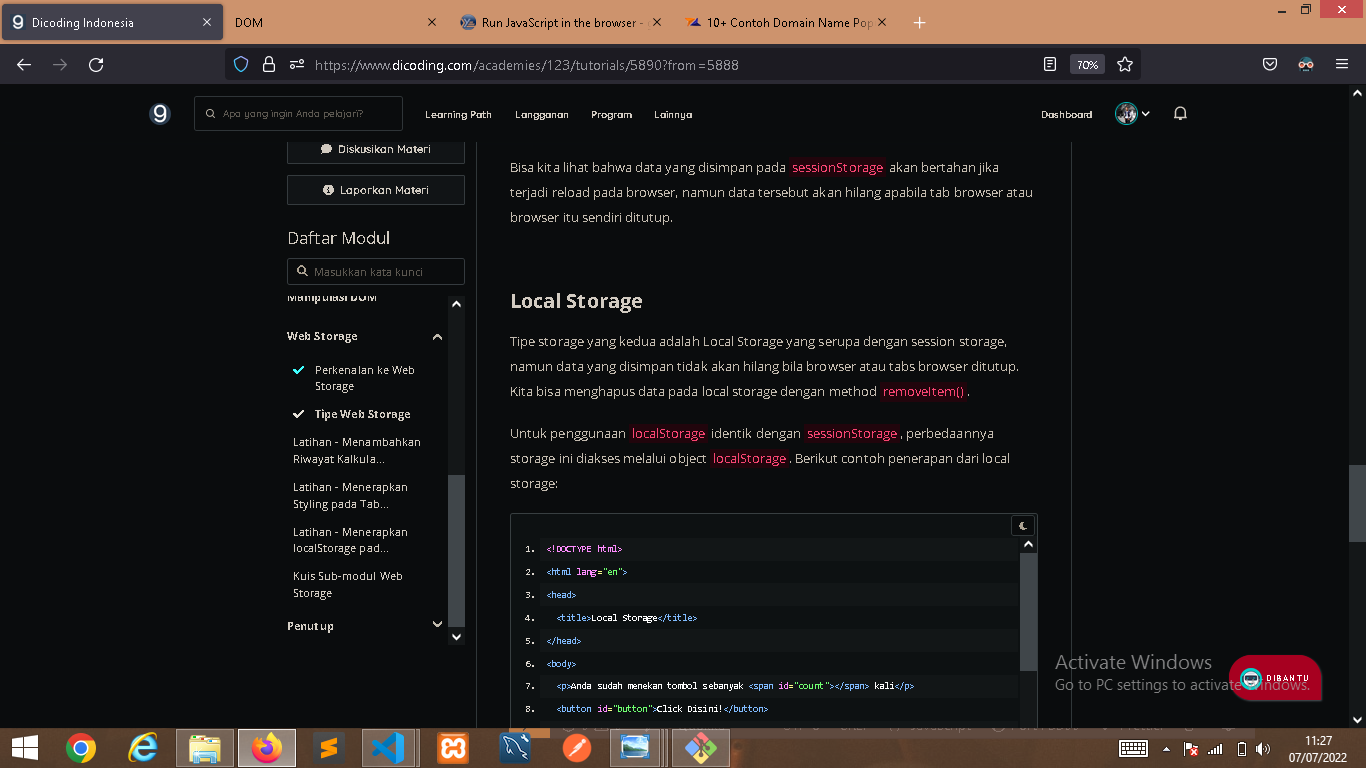 Dicoding Indonesia
DOM
Run JavaScript in the browser -
10+ Contoh Domain Name Pop
https://www.dicoding.com/academies/123/tutorials/5890?from=5888
70%
Apa yang ingin Anda pelajari?
Learning Path
Langganan
Program
Lainnya
Dashboard
Diskusikan Materi
Laporkan Materi
Daftar Modul
Masukkan kata kunci
Manipulasi DOM
Web Storage
Perkenalan ke Web
Storage
Tipe Web Storage
Latihan - Menambahkan
Riwayat Kalkula...
Latihan - Menerapkan
Styling pada Tab...
Latihan - Menerapkan
localStorage pad...
Kuis Sub-modul Web
Storage
Penutup
Bisa kita lihat bahwa data yang disimpan pada sessionStorage akan bertahan jika
terjadi reload pada browser, namun data tersebut akan hilang apabila tab browser atau
browser itu sendiri ditutup.
Local Storage
Tipe storage yang kedua adalah Local Storage yang serupa dengan session storage,
namun data yang disimpan tidak akan hilang bila browser atau tabs browser ditutup.
Kita bisa menghapus data pada local storage dengan method removeItem().
Untuk penggunaan localStorage identik dengan sessionStorage, perbedaannya
storage ini diakses melalui object localStorage. Berikut contoh penerapan dari local
storage:
1. <!DOCTYPE html>
2. <html lang="en">
3. <head>
4. <title>Local Storage</title>
5. </head>
6. <body>
7. <p>Anda sudah menekan tombol sebanyak <span id="count"></span> kali</p>
8. <button id="button">Click Disini!</button>
Activate Windows
Go to PC settings to activate Windows.
DIBANTU
11:27
07/07/2022